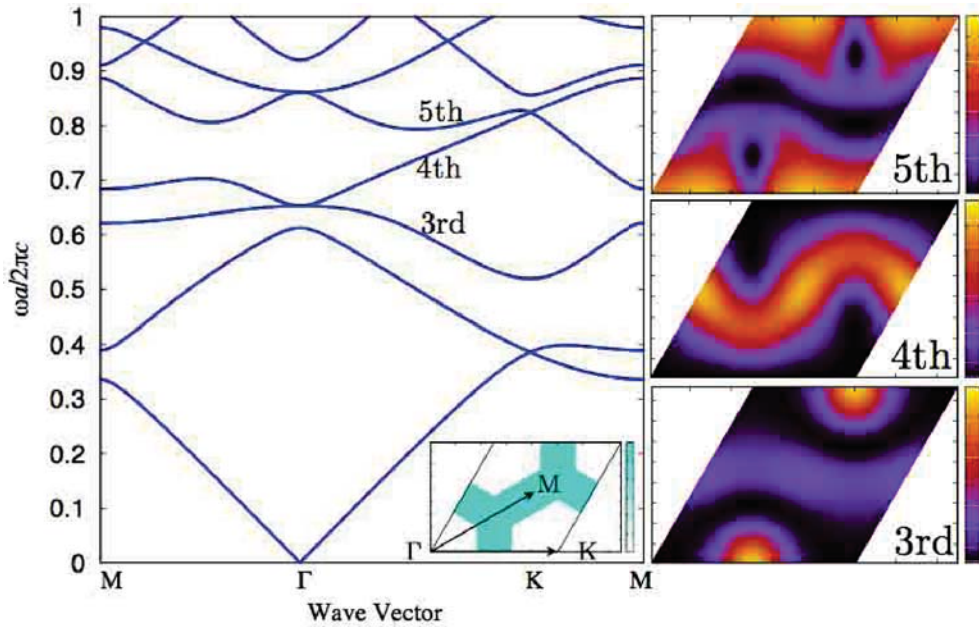 1
0.9
0.8
0.7
0.6
0.5
0.4
0.3
0.2
0.1
0
ωa/2πc
5th
4th
3rd
M
Γ
K
M
Γ
K
M
Wave Vector
5th
4th
3rd